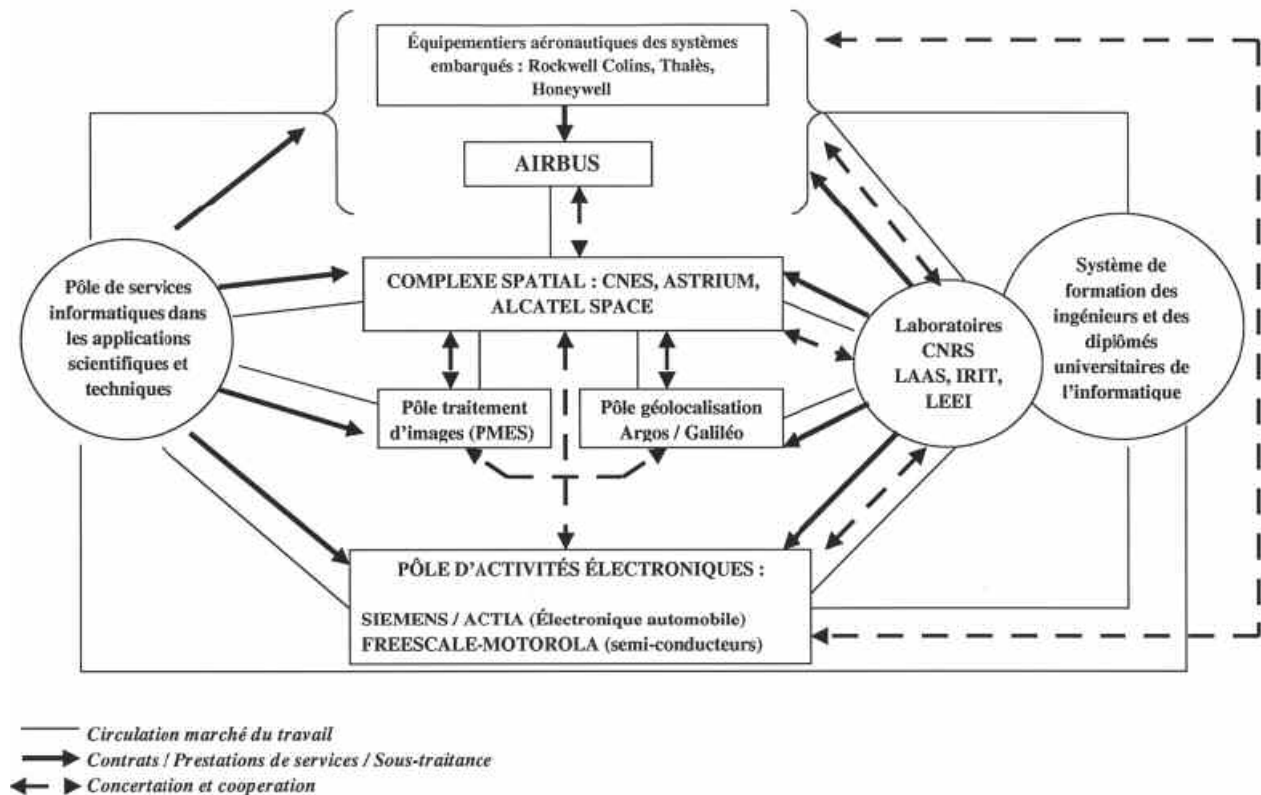 Équipementiers aéronautiques des systèmes
embarqués : Rockwell Colins, Thalès,
Honeywell
AIRBUS
Pôle de services
informatiques dans
les applications
scientifiques et
techniques
COMPLEXE SPATIAL : CNES, ASTRIUM,
ALCATEL SPACE
Laboratoires
CNRS
LAAS, IRIT,
LEEI
Système de
formation des
ingénieurs et des
diplômés
universitaires de
l'informatique
Pôle traitement
d'images (PMES)
Pôle géolocalisation
Argos / Galiléo
PÔLE D'ACTIVITÉS ÉLECTRONIQUES :
SIEMENS / ACTIA (Électronique automobile)
FREESCALE-MOTOROLA (semi-conducteurs)
Circulation marché du travail
Contrats / Prestations de services / Sous-traitance
Concertation et cooperation